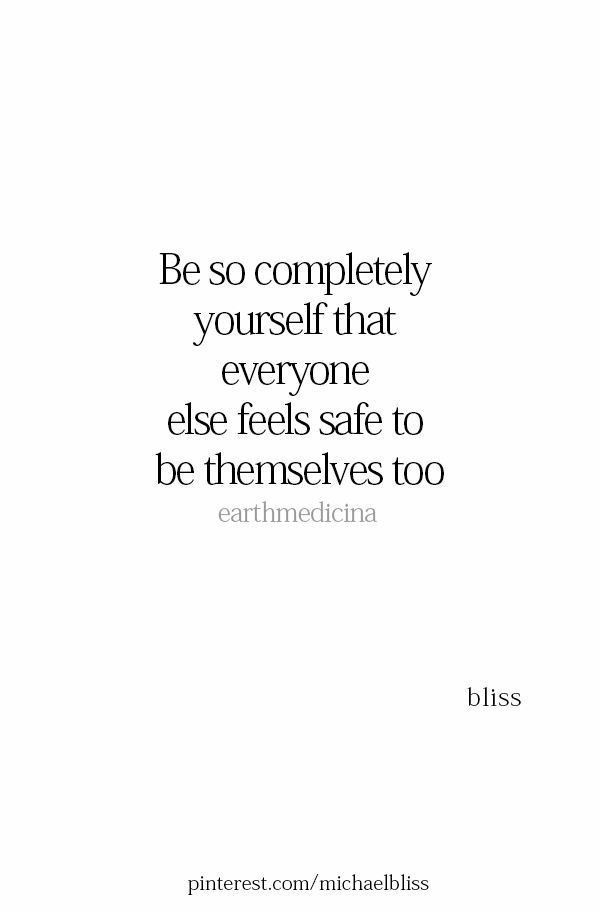 Be so completely
yourself that
everyone
else feels safe to
be themselves too
earthmedicina
bliss
pinterest.com/michaelbliss